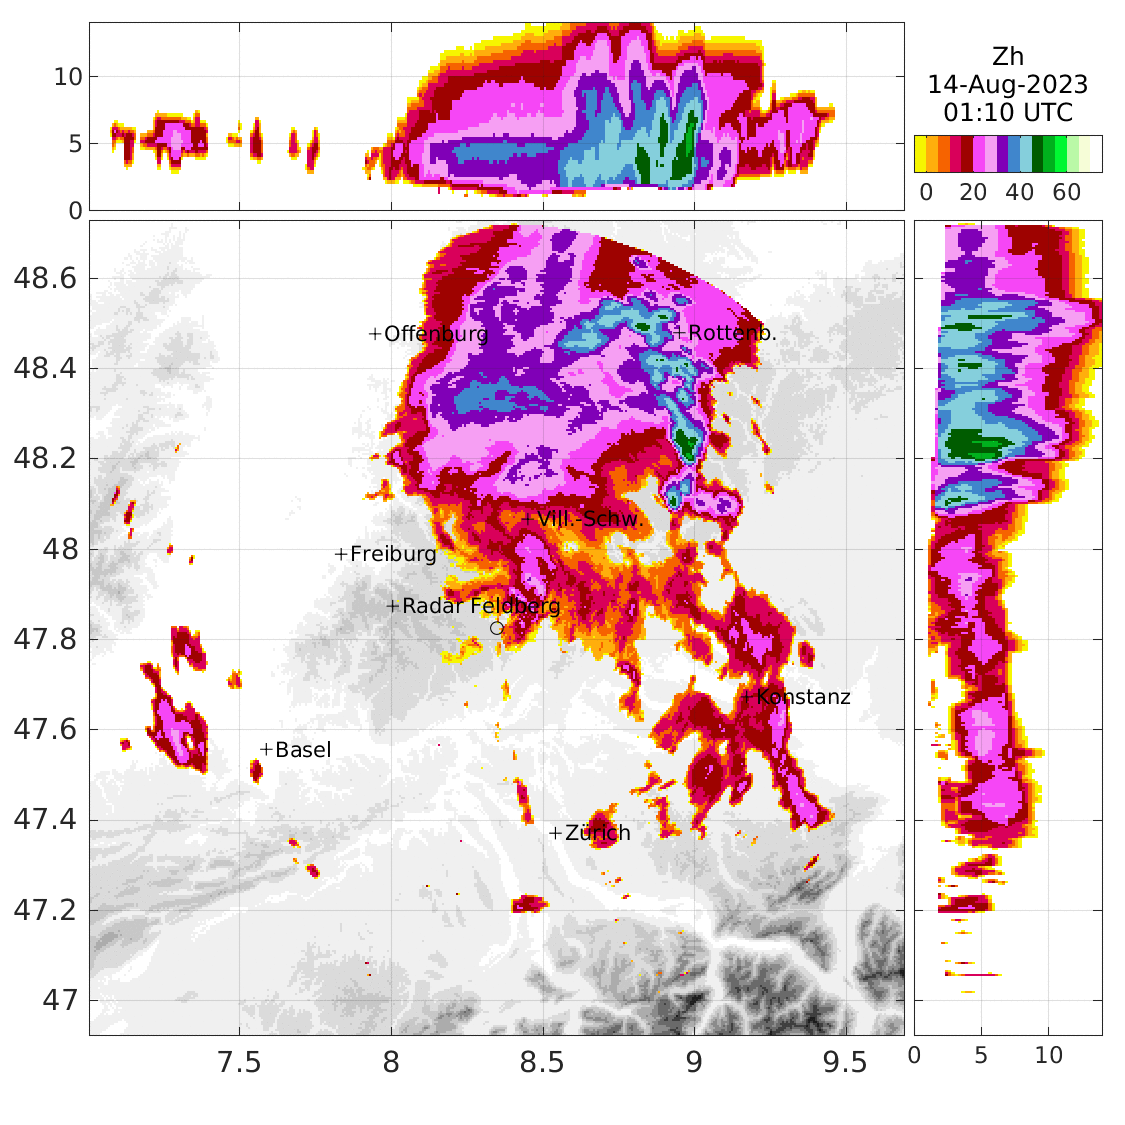 10
5
0
Zh
14-Aug-2023
01:10 UTC
0 20 40 60
48.6
48.4
48.2
48
47.8
47.6
47.4
47.2
47
+Offenburg
+Rottenb.
+Vill.-Schw.
+Freiburg
+Radar Feldberg
+Konstanz
+Basel
+Zürich
7.5 8 8.5 9 9.5
0 5 10